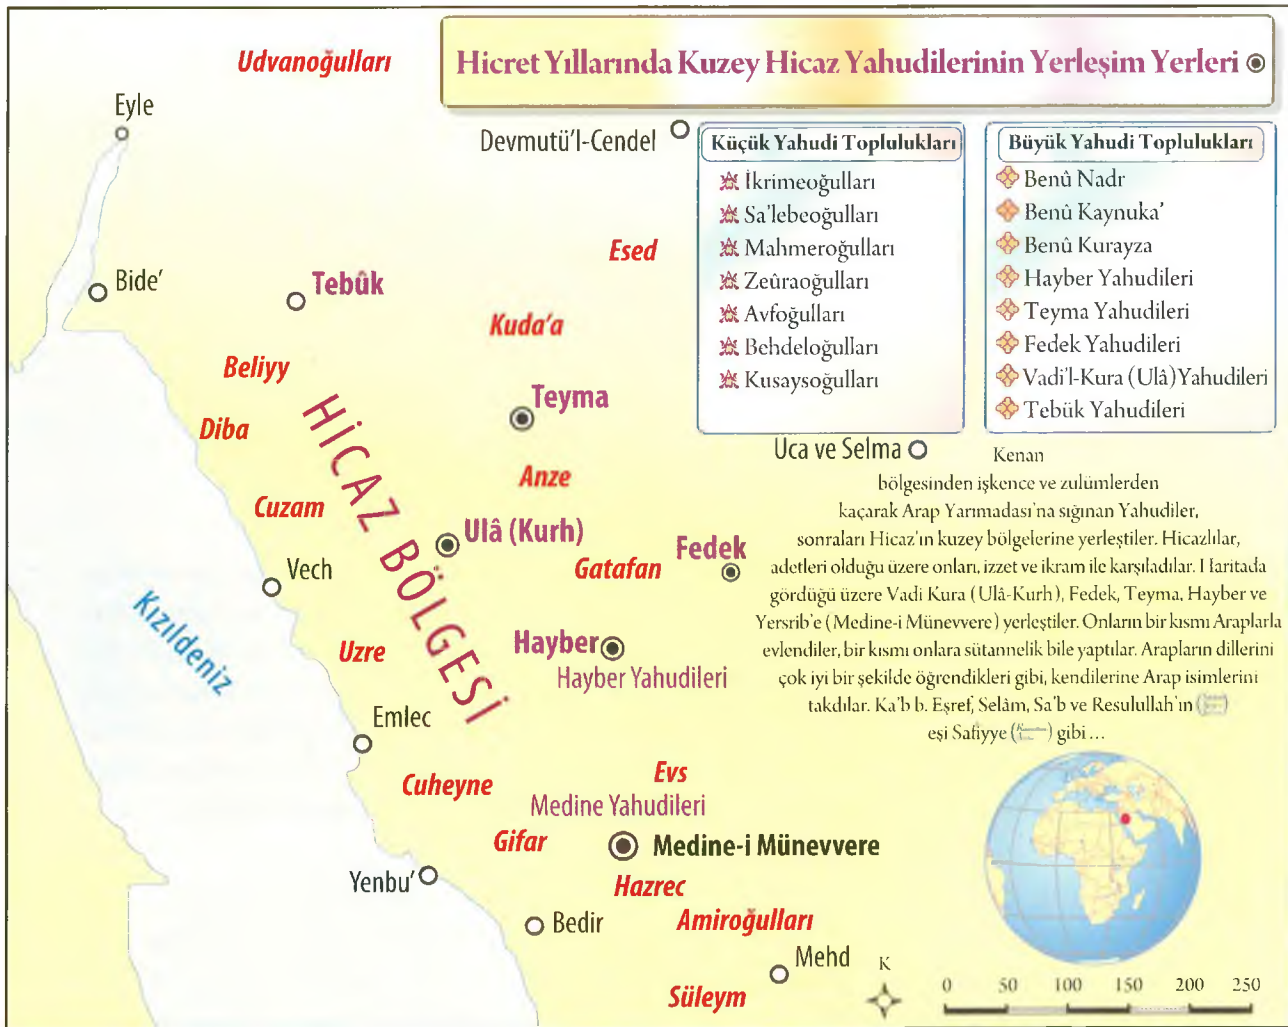 Hicret Yıllarında Kuzey Hicaz Yahudilerinin Yerleşim Yerleri
Udvanoğulları
Eyle
Devmutü'l-Cendel
Küçük Yahudi Toplulukları
İkrimeoğulları
Sa'lebeoğulları
Mahmeroğulları
Zeûraoğulları
Avfoğulları
Behdeloğulları
Kusaysoğulları
Büyük Yahudi Toplulukları
Benû Nadr
Benû Kaynuka'
Benû Kurayza
Hayber Yahudileri
Teyma Yahudileri
Fedek Yahudileri
Vadi'l-Kura (Ulâ) Yahudileri
Tebük Yahudileri
Esed
Bide'
Tebûk
Kuda'a
Beliyy
Teyma
Diba
HİCAZ BÖLGESİ
Uca ve Selma
Anze
Cuzam
Ulâ (Kurh)
Fedek
Gatafan
Vech
Kızıldeniz
Uzre
Hayber
Hayber Yahudileri
Emlec
Cuheyne
Evs
Medine Yahudileri
Gifar
Medine-i Münevvere
Yenbu'
Hazrec
Bedir
Amiroğulları
Mehd
Süleym
Kenan
bölgesinden işkence ve zulümlerden
kaçarak Arap Yarımadası'na sığınan Yahudiler,
sonraları Hicaz'ın kuzey bölgelerine yerleştiler. Hicazlılar,
adetleri olduğu üzere onları, izzet ve ikram ile karşıladılar. Haritada
gördüğü üzere Vadi Kura (Ulâ-Kurh), Fedek, Teyma, Hayber ve
Yersrib'e (Medine-i Münevvere) yerleştiler. Onların bir kısmı Araplarla
evlendiler, bir kısmı onlara sütannelik bile yaptılar. Arapların dillerini
çok iyi bir şekilde öğrendikleri gibi, kendilerine Arap isimlerini
takdılar. Ka'b b. Eşref, Selâm, Sa'b ve Resulullah'ın
eşi Safiyye gibi ...
K
0 50 100 150 200 250